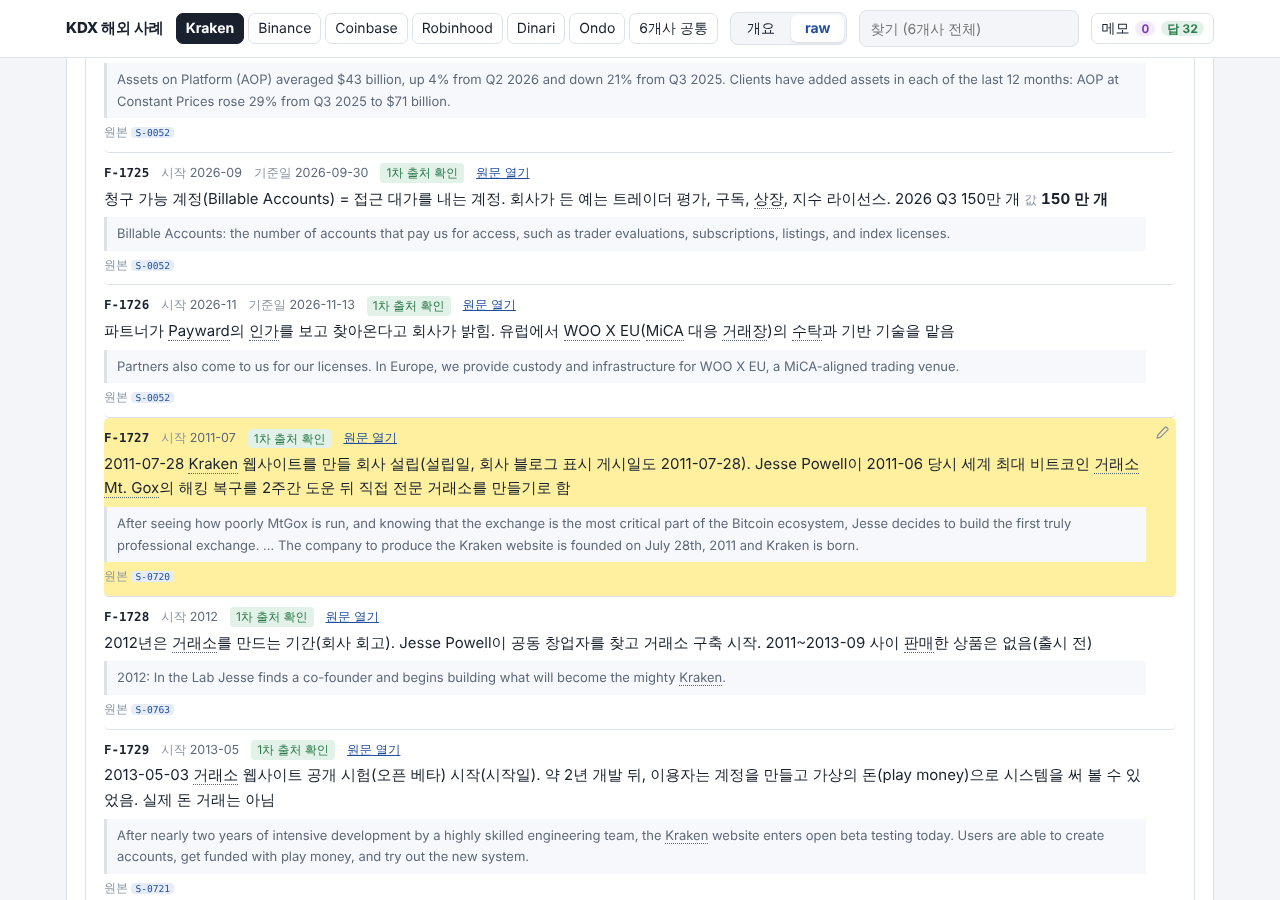 KDX 해외 사례 Kraken Binance Coinbase Robinhood Dinari Ondo 6개사 공통 개요 raw 찾기 (6개사 전체) 메모 0 답 32
Assets on Platform (AOP) averaged $43 billion, up 4% from Q2 2026 and down 21% from Q3 2025. Clients have added assets in each of the last 12 months: AOP at
Constant Prices rose 29% from Q3 2025 to $71 billion.
원본 S-0052
F-1725 시작 2026-09 기준일 2026-09-30 1차 출처 확인 원문 열기
청구 가능 계정(Billable Accounts) = 접근 대가를 내는 계정. 회사가 든 예는 트레이더 평가, 구독, 상장, 지수 라이선스. 2026 Q3 150만 개 값 150 만 개
Billable Accounts: the number of accounts that pay us for access, such as trader evaluations, subscriptions, listings, and index licenses.
원본 S-0052
F-1726 시작 2026-11 기준일 2026-11-13 1차 출처 확인 원문 열기
파트너가 Payward의 인가를 보고 찾아온다고 회사가 밝힘. 유럽에서 WOO X EU(MiCA 대응 거래장)의 수탁과 기반 기술을 맡음
Partners also come to us for our licenses. In Europe, we provide custody and infrastructure for WOO X EU, a MiCA-aligned trading venue.
원본 S-0052
F-1727 시작 2011-07 1차 출처 확인 원문 열기
2011-07-28 Kraken 웹사이트를 만들 회사 설립(설립일, 회사 블로그 표시 게시일도 2011-07-28). Jesse Powell이 2011-06 당시 세계 최대 비트코인 거래소
Mt. Gox의 해킹 복구를 2주간 도운 뒤 직접 전문 거래소를 만들기로 함
After seeing how poorly MtGox is run, and knowing that the exchange is the most critical part of the Bitcoin ecosystem, Jesse decides to build the first truly
professional exchange. ... The company to produce the Kraken website is founded on July 28th, 2011 and Kraken is born.
원본 S-0720
F-1728 시작 2012 1차 출처 확인 원문 열기
2012년은 거래소를 만드는 기간(회사 회고). Jesse Powell이 공동 창업자를 찾고 거래소 구축 시작. 2011~2013-09 사이 판매한 상품은 없음(출시 전)
2012: In the Lab Jesse finds a co-founder and begins building what will become the mighty Kraken.
원본 S-0763
F-1729 시작 2013-05 1차 출처 확인 원문 열기
2013-05-03 거래소 웹사이트 공개 시험(오픈 베타) 시작(시작일). 약 2년 개발 뒤, 이용자는 계정을 만들고 가상의 돈(play money)으로 시스템을 써 볼 수 있
었음. 실제 돈 거래는 아님
After nearly two years of intensive development by a highly skilled engineering team, the Kraken website enters open beta testing today. Users are able to create
accounts, get funded with play money, and try out the new system.
원본 S-0721